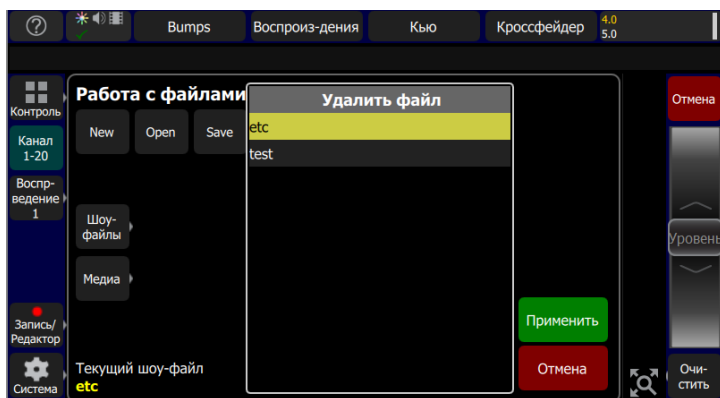 ?
Bumps
Воспроиз-дения
Кью
Кроссфейдер
4.0
5.0
Контроль
Канал
1-20
Воспр-
ведение
1
Запись/
Редактор
Система
Работа с файлами
New
Open
Save
Шоу-
файлы
Медиа
Текущий шоу-файл
etc
Удалить файл
etc
test
Применить
Отмена
Отмена
Уровень
Очи-
стить